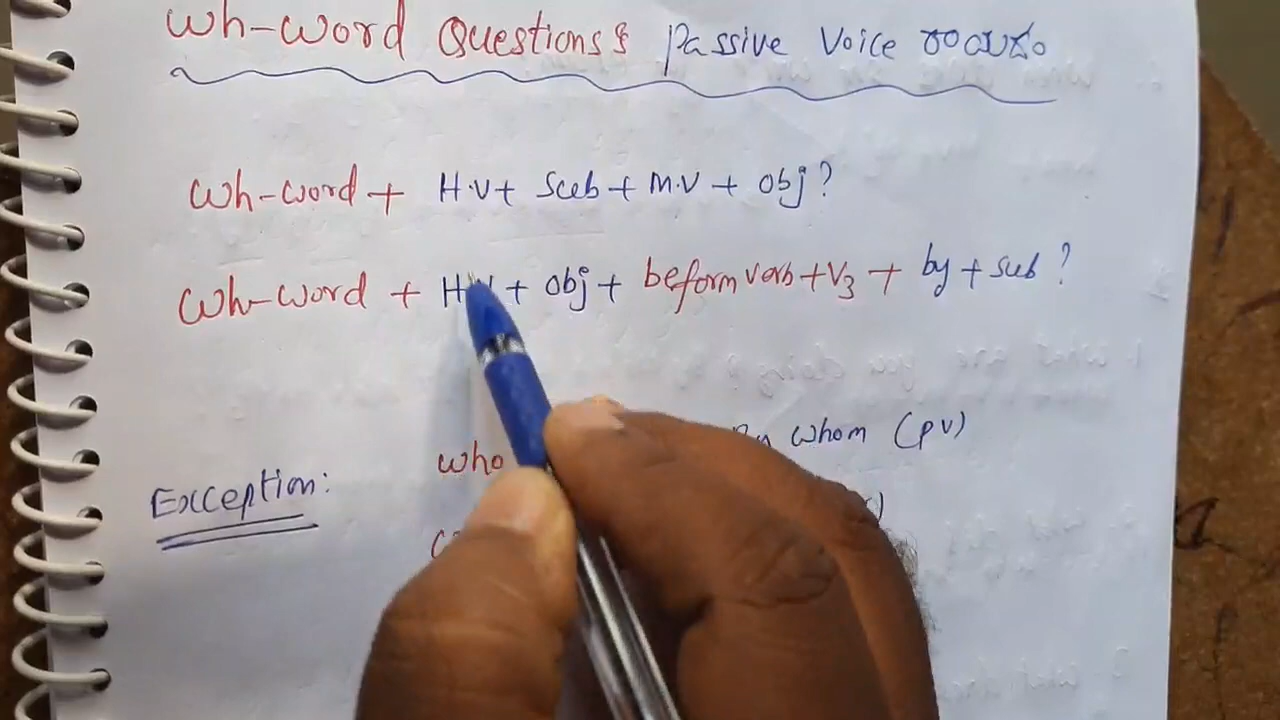 Wh-word Questions & Passive Voice
Wh-word + H.V + Sub + M.V + Obj?
Wh-word + H.V + Obj + beform verb + V3 + by + sub ?
who By whom (PV)
Exception: